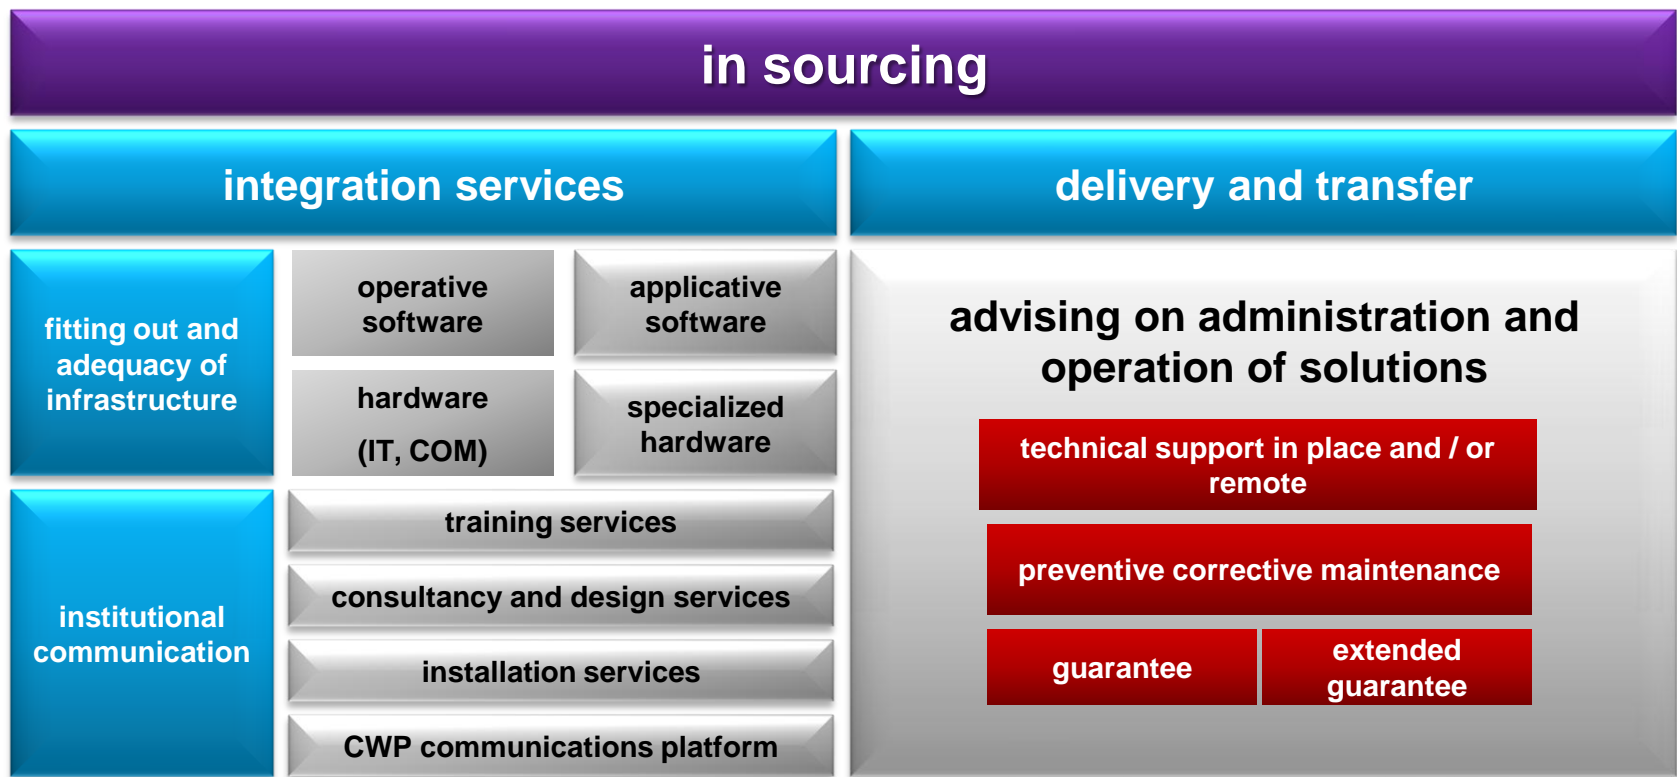 in sourcing
integration services
delivery and transfer
fitting out and
adequacy of
infrastructure
operative
software
applicative
software
hardware
(IT, COM)
specialized
hardware
institutional
communication
training services
consultancy and design services
installation services
CWP communications platform
advising on administration and
operation of solutions
technical support in place and / or
remote
preventive corrective maintenance
guarantee
extended
guarantee